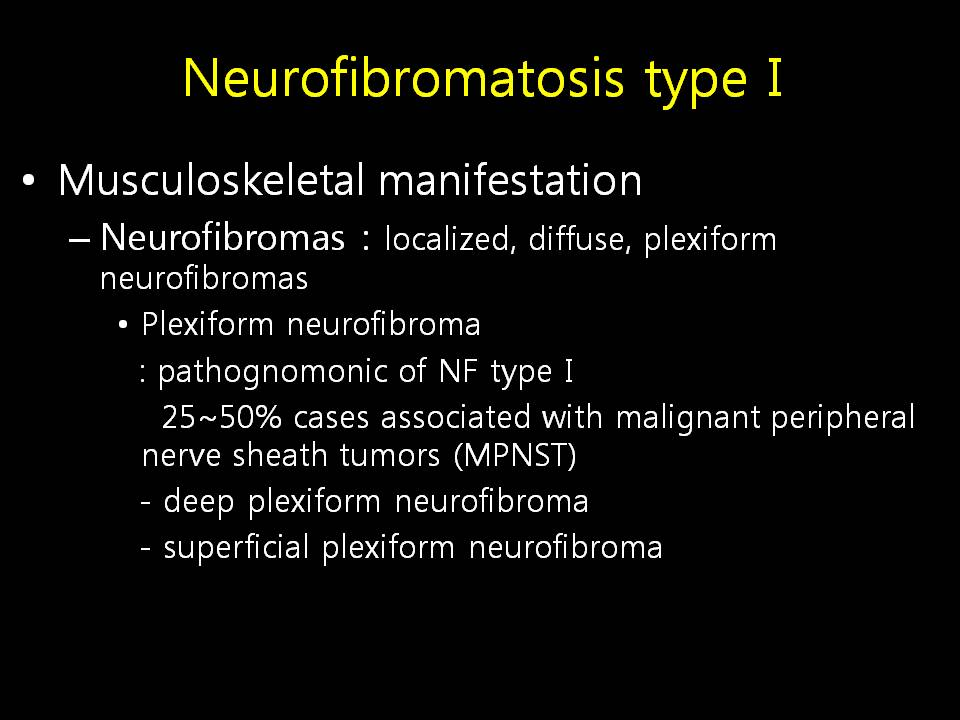 Neurofibromatosis type I
• Musculoskeletal manifestation
– Neurofibromas : localized, diffuse, plexiform
neurofibromas
• Plexiform neurofibroma
: pathognomonic of NF type I
25~50% cases associated with malignant peripheral
nerve sheath tumors (MPNST)
- deep plexiform neurofibroma
- superficial plexiform neurofibroma